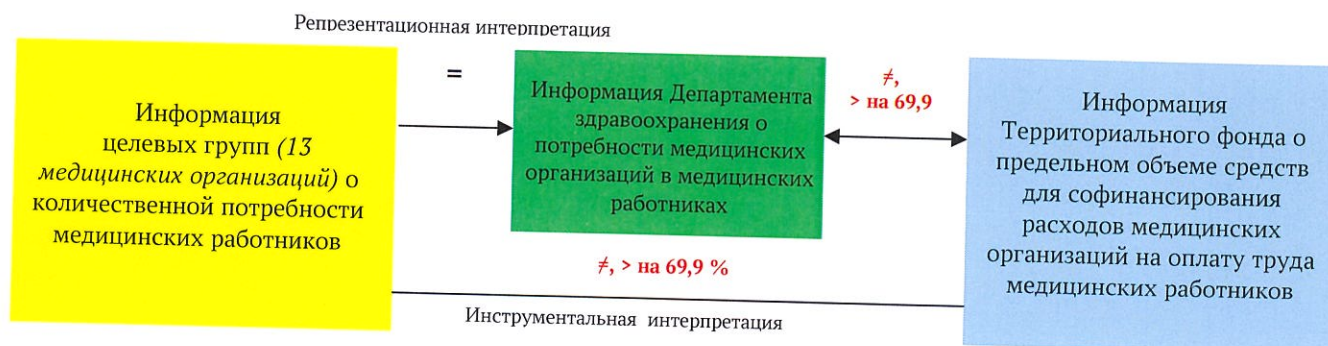 Репрезентационная интерпретация
Информация
целевых групп (13
медицинских организаций) о
количественной потребности
медицинских работников
=
Информация Департамента
здравоохранения о
потребности медицинских
организаций в медицинских
работниках
≠,
> на 69,9
Информация
Территориального фонда о
предельном объеме средств
для софинансирования
расходов медицинских
организаций на оплату труда
медицинских работников
≠, > на 69,9 %
Инструментальная интерпретация